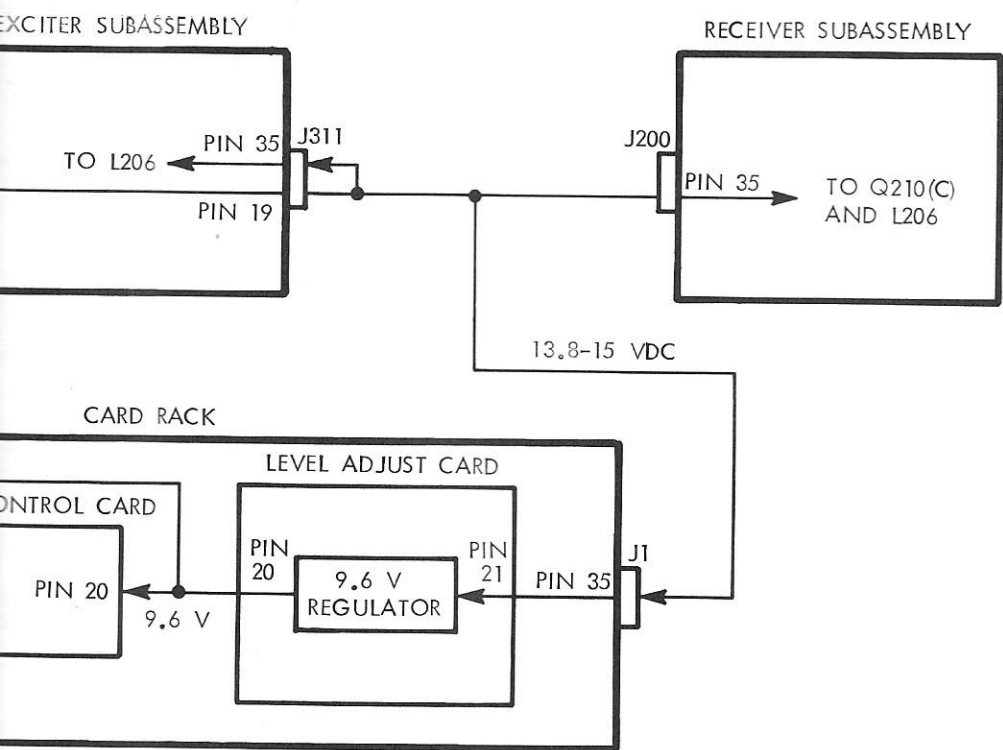 EXCITER SUBASSEMBLY
RECEIVER SUBASSEMBLY
PIN 35
J311
TO L206
PIN 19
J200
PIN 35
TO Q210(C)
AND L206
13.8-15 VDC
CARD RACK
LEVEL ADJUST CARD
ONTROL CARD
PIN
20
PIN
21
J1
PIN 35
PIN 20
9.6 V
REGULATOR
9.6 V